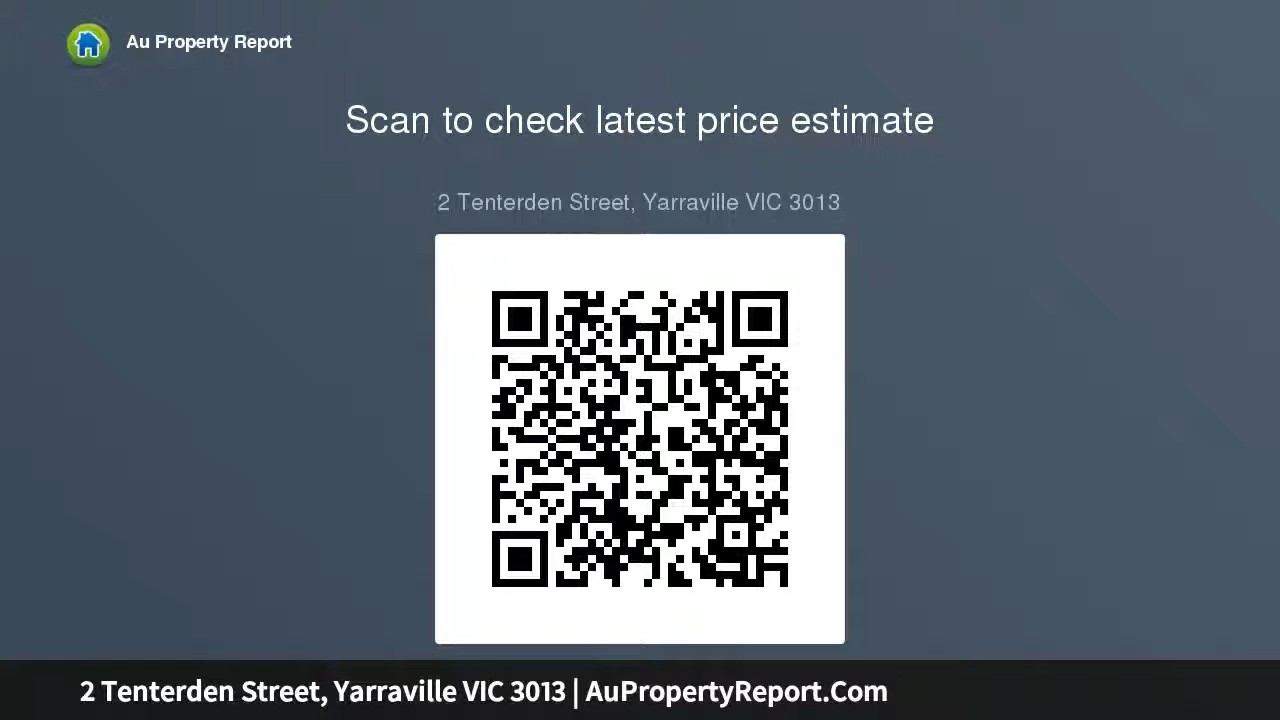 Au Property Report
Scan to check latest price estimate
2 Tenterden Street, Yarraville VIC 3013
2 Tenterden Street, Yarraville VIC 3013 | AuPropertyReport.Com